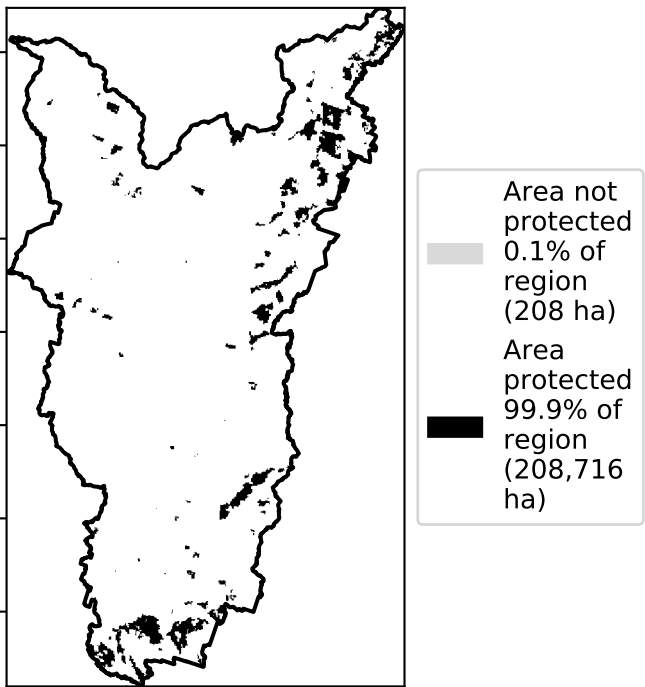 Area not
protected
0.1% of
region
(208 ha)
Area
protected
99.9% of
region
(208,716
ha)